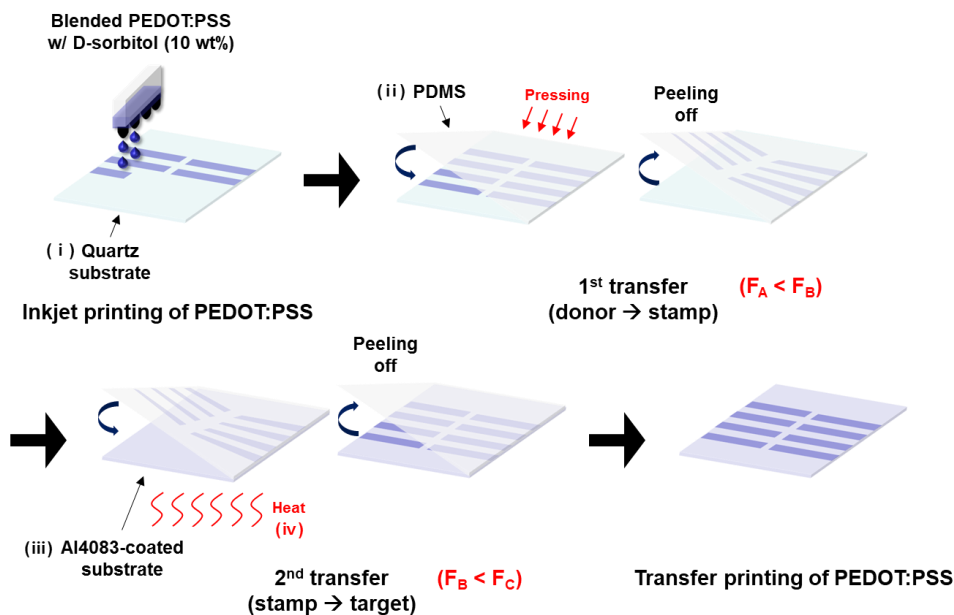 Blended PEDOT:PSS
w/ D-sorbitol (10 wt%)
(ii) PDMS
Pressing
Peeling
off
(i) Quartz
substrate
Inkjet printing of PEDOT:PSS
1st transfer (FA < FB)
(donor → stamp)
Peeling
off
Heat
(iv)
(iii) AI4083-coated
substrate
2nd transfer (FB < FC)
(stamp → target)
Transfer printing of PEDOT:PSS